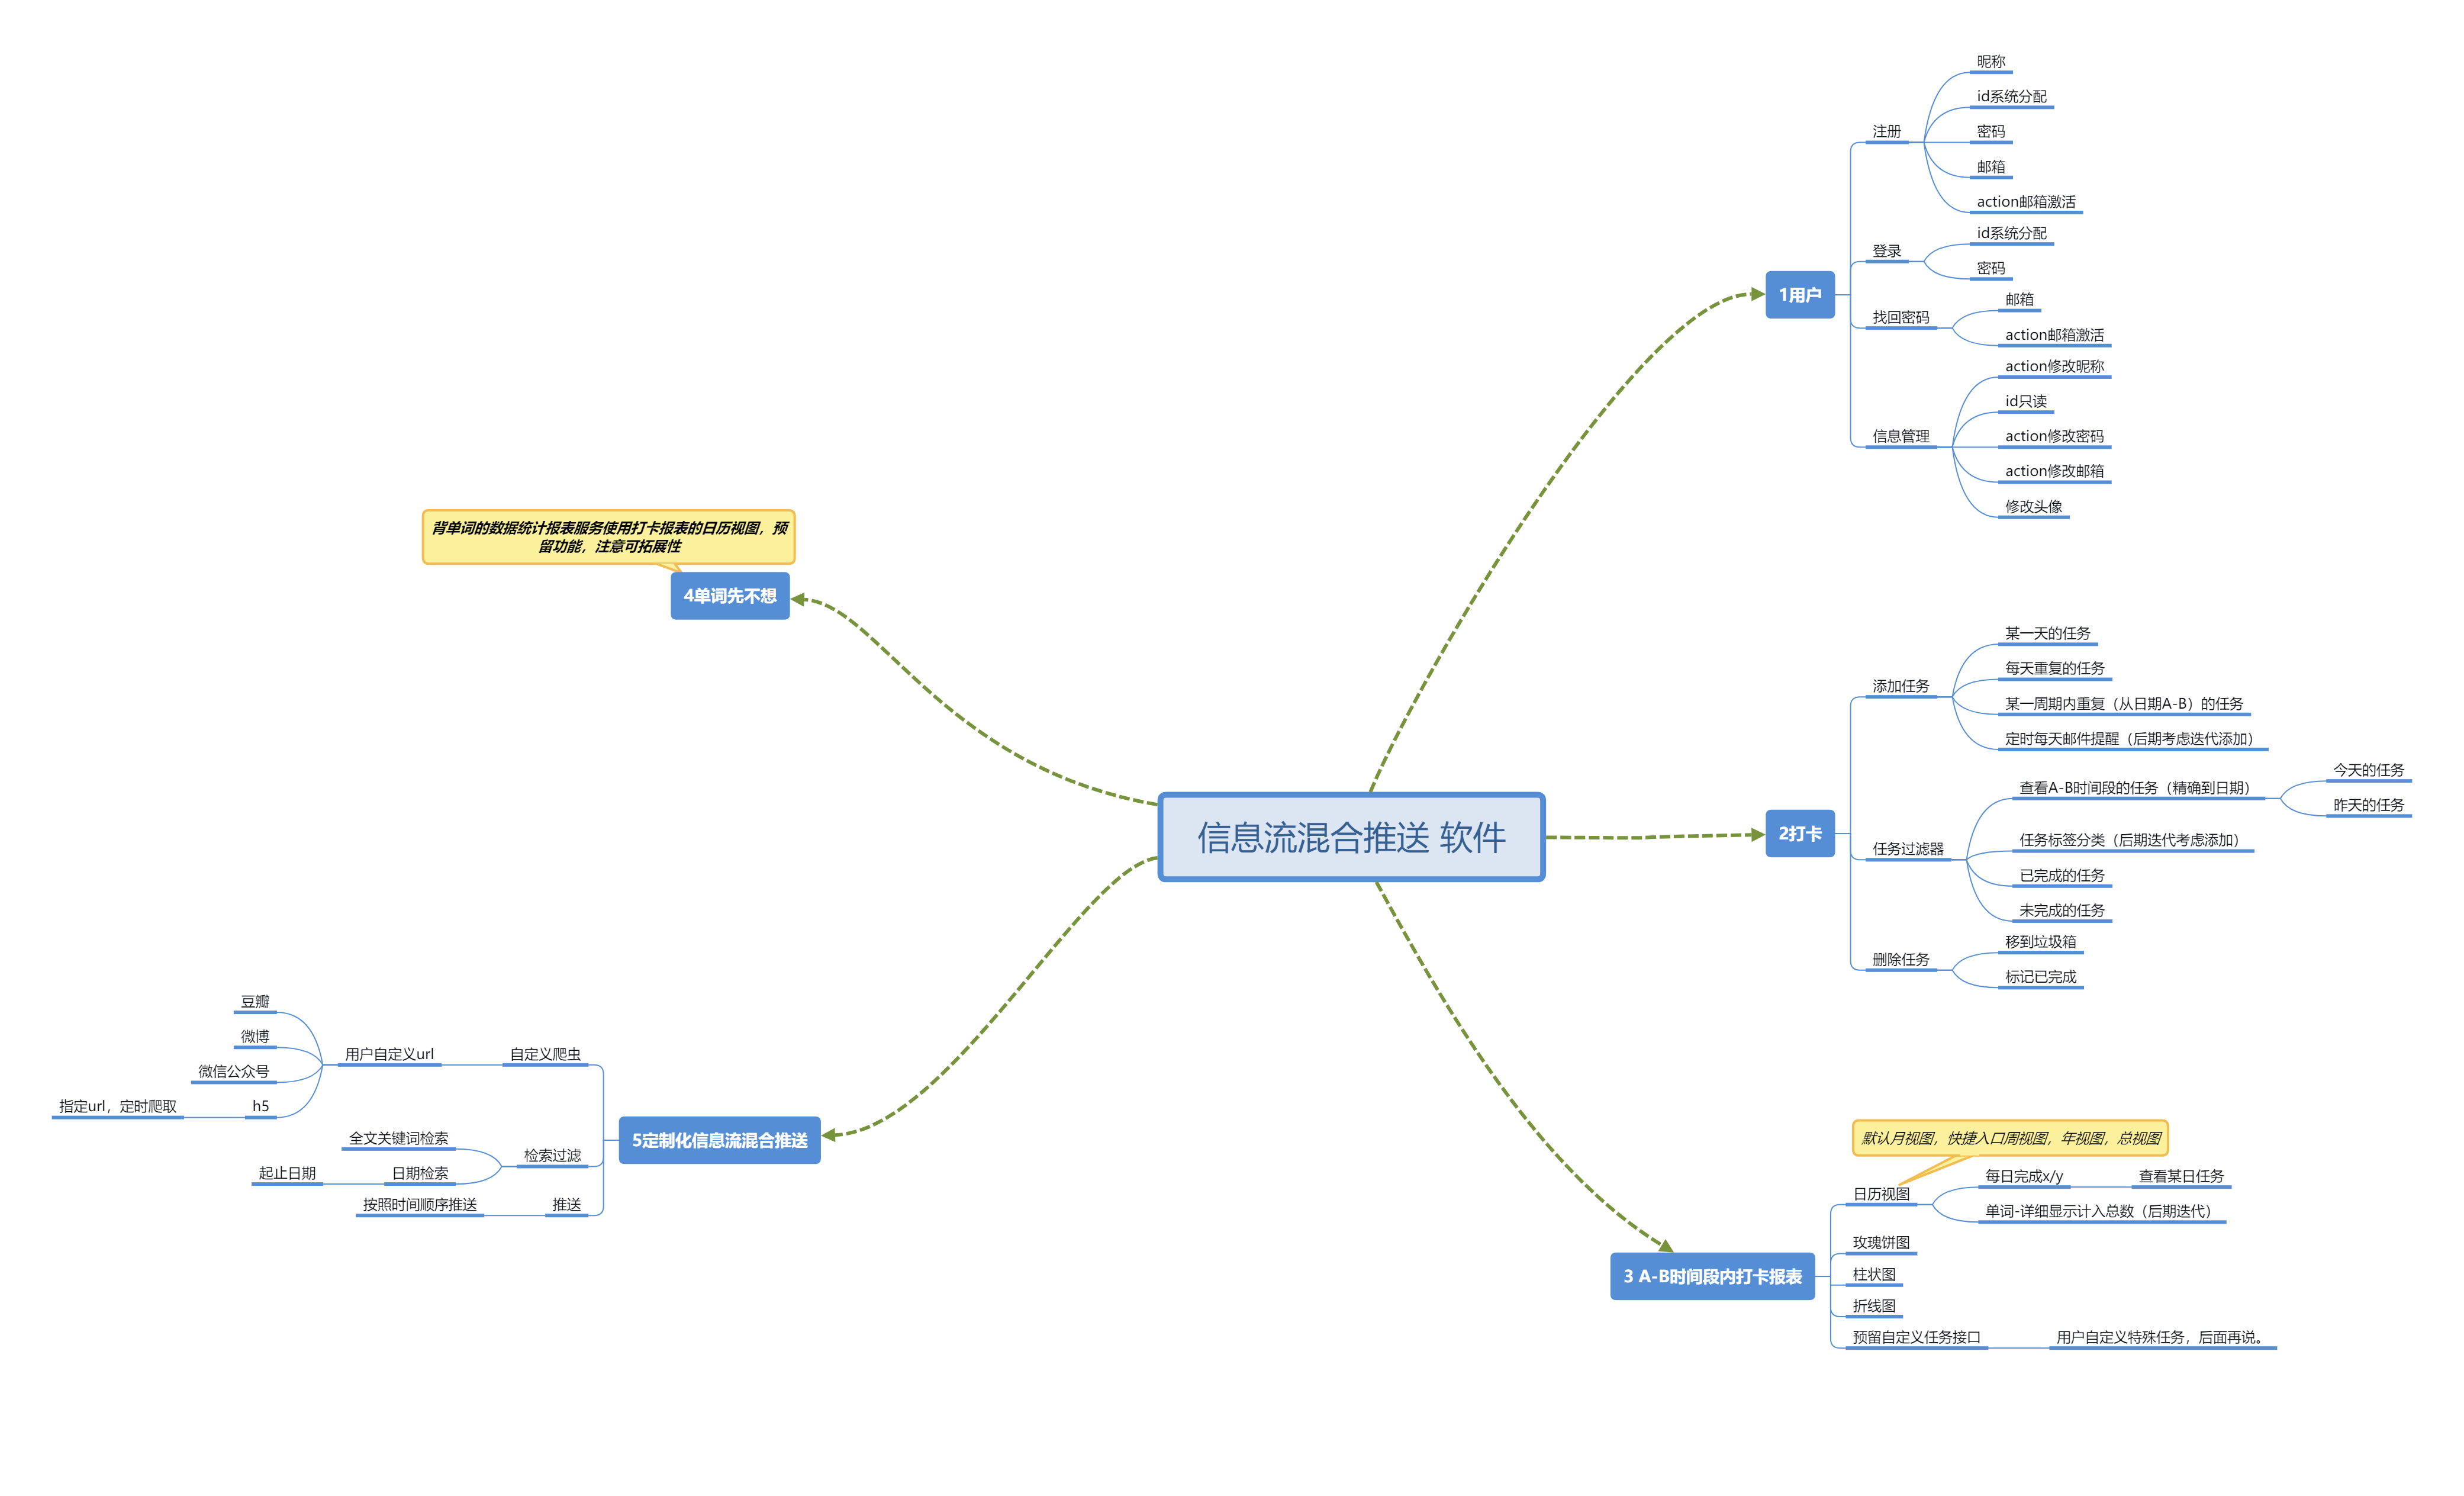 信息流混合推送 软件
1用户
注册
昵称
id系统分配
密码
邮箱
action邮箱激活
登录
id系统分配
密码
找回密码
邮箱
action邮箱激活
信息管理
action修改昵称
id只读
action修改密码
action修改邮箱
修改头像
2打卡
添加任务
某一天的任务
每天重复的任务
某一周期内重复（从日期A-B）的任务
定时每天邮件提醒（后期考虑迭代添加）
任务过滤器
查看A-B时间段的任务（精确到日期）
今天的任务
昨天的任务
任务标签分类（后期迭代考虑添加）
已完成的任务
未完成的任务
删除任务
移到垃圾箱
标记已完成
3 A-B时间段内打卡报表
默认月视图，快捷入口周视图，年视图，总视图
日历视图
每日完成x/y
查看某日任务
单词-详细显示计入总数（后期迭代）
玫瑰饼图
柱状图
折线图
预留自定义任务接口
用户自定义特殊任务，后面再说。
背单词的数据统计报表服务使用打卡报表的日历视图，预
留功能，注意可拓展性
4单词先不想
5定制化信息流混合推送
自定义爬虫
用户自定义url
豆瓣
微博
微信公众号
h5
指定url，定时爬取
检索过滤
全文关键词检索
日期检索
起止日期
推送
按照时间顺序推送